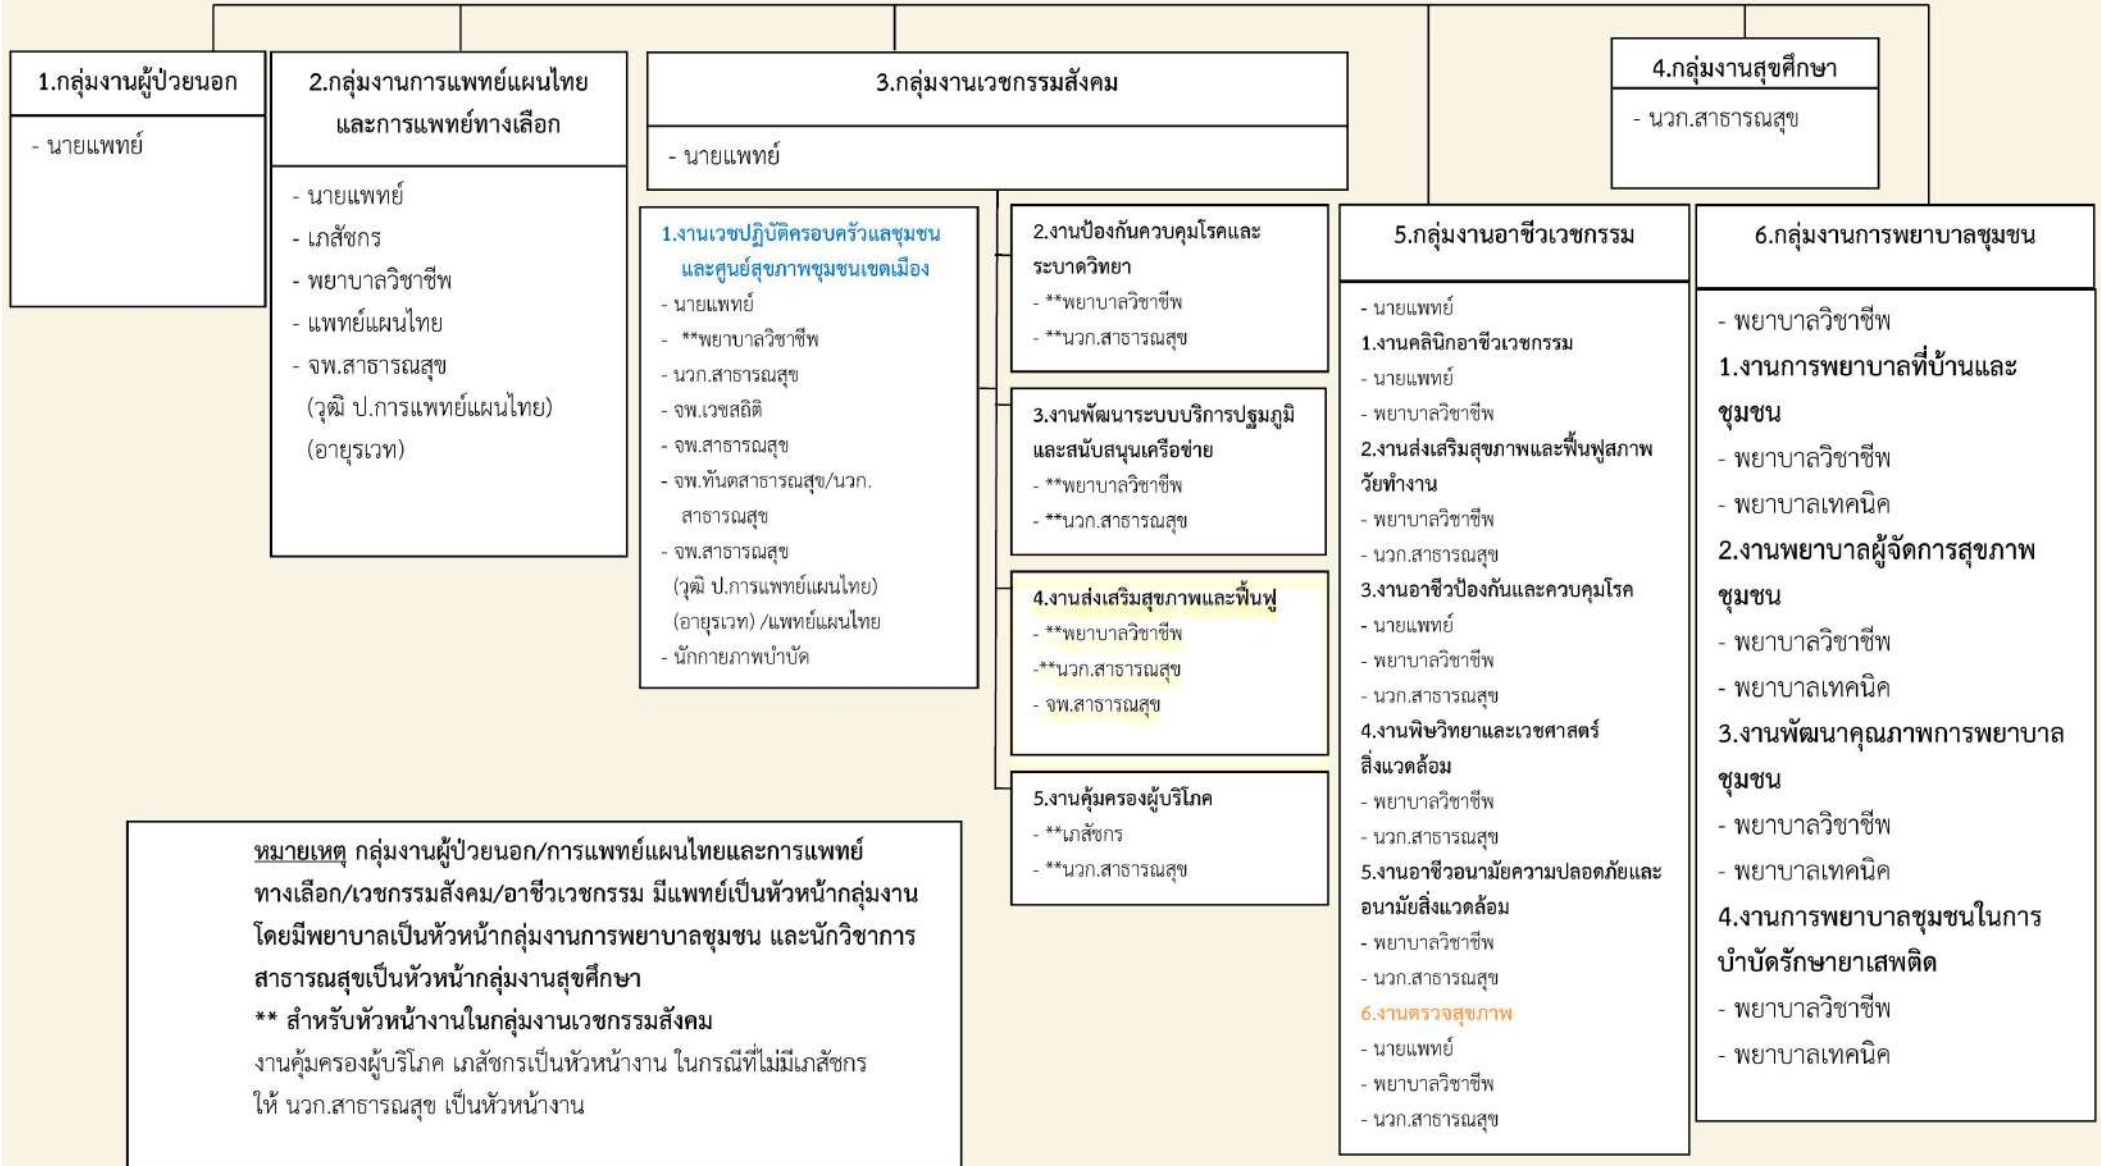 1.กลุ่มงานผู้ป่วยนอก
- นายแพทย์
2.กลุ่มงานการแพทย์แผนไทย
และการแพทย์ทางเลือก
- นายแพทย์
- เภสัชกร
- พยาบาลวิชาชีพ
- แพทย์แผนไทย
- จพ.สาธารณสุข
(วุฒิ ป.การแพทย์แผนไทย)
(อายุรเวท)
3.กลุ่มงานเวชกรรมสังคม
- นายแพทย์
1.งานเวชปฏิบัติครอบครัวแลชุมชน
และศูนย์สุขภาพชุมชนเขตเมือง
- นายแพทย์
- **พยาบาลวิชาชีพ
- นวก.สาธารณสุข
- จพ.เวชสถิติ
- จพ.สาธารณสุข
- จพ.ทันตสาธารณสุข/นวก.
สาธารณสุข
- จพ.สาธารณสุข
(วุฒิ ป.การแพทย์แผนไทย)
(อายุรเวท) /แพทย์แผนไทย
- นักกายภาพบำบัด
2.งานป้องกันควบคุมโรคและ
ระบาดวิทยา
- **พยาบาลวิชาชีพ
- **นวก.สาธารณสุข
3.งานพัฒนาระบบบริการปฐมภูมิ
และสนับสนุนเครือข่าย
- **พยาบาลวิชาชีพ
- **นวก.สาธารณสุข
4.งานส่งเสริมสุขภาพและฟื้นฟู
- **พยาบาลวิชาชีพ
-**นวก.สาธารณสุข
- จพ.สาธารณสุข
5.งานคุ้มครองผู้บริโภค
- **เภสัชกร
- **นวก.สาธารณสุข
4.กลุ่มงานสุขศึกษา
- นวก.สาธารณสุข
5.กลุ่มงานอาชีวเวชกรรม
- นายแพทย์
1.งานคลินิกอาชีวเวชกรรม
- นายแพทย์
- พยาบาลวิชาชีพ
2.งานส่งเสริมสุขภาพและฟื้นฟูสภาพ
วัยทำงาน
- พยาบาลวิชาชีพ
- นวก.สาธารณสุข
3.งานอาชีวป้องกันและควบคุมโรค
- นายแพทย์
- พยาบาลวิชาชีพ
- นวก.สาธารณสุข
4.งานพิษวิทยาและเวชศาสตร์
สิ่งแวดล้อม
- พยาบาลวิชาชีพ
- นวก.สาธารณสุข
5.งานอาชีวอนามัยความปลอดภัยและ
อนามัยสิ่งแวดล้อม
- พยาบาลวิชาชีพ
- นวก.สาธารณสุข
6.งานตรวจสุขภาพ
- นายแพทย์
- พยาบาลวิชาชีพ
- นวก.สาธารณสุข
6.กลุ่มงานการพยาบาลชุมชน
- พยาบาลวิชาชีพ
1.งานการพยาบาลที่บ้านและ
ชุมชน
- พยาบาลวิชาชีพ
- พยาบาลเทคนิค
2.งานพยาบาลผู้จัดการสุขภาพ
ชุมชน
- พยาบาลวิชาชีพ
- พยาบาลเทคนิค
3.งานพัฒนาคุณภาพการพยาบาล
ชุมชน
- พยาบาลวิชาชีพ
- พยาบาลเทคนิค
4.งานการพยาบาลชุมชนในการ
บำบัดรักษายาเสพติด
- พยาบาลวิชาชีพ
- พยาบาลเทคนิค
หมายเหตุ กลุ่มงานผู้ป่วยนอก/การแพทย์แผนไทยและการแพทย์
ทางเลือก/เวชกรรมสังคม/อาชีวเวชกรรม มีแพทย์เป็นหัวหน้ากลุ่มงาน
โดยมีพยาบาลเป็นหัวหน้ากลุ่มงานการพยาบาลชุมชน และนักวิชาการ
สาธารณสุขเป็นหัวหน้ากลุ่มงานสุขศึกษา
** สำหรับหัวหน้างานในกลุ่มงานเวชกรรมสังคม
งานคุ้มครองผู้บริโภค เภสัชกรเป็นหัวหน้างาน ในกรณีที่ไม่มีเภสัชกร
ให้ นวก.สาธารณสุข เป็นหัวหน้างาน